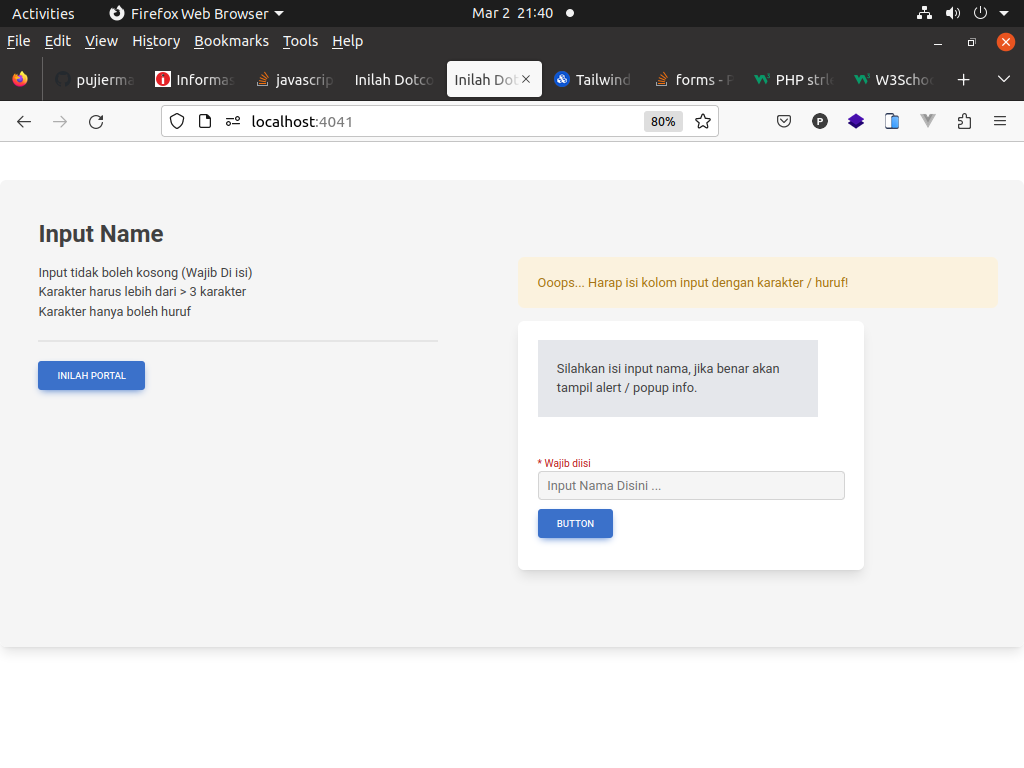 Activities
Firefox Web Browser
Mar 2 21:40
File Edit View History Bookmarks Tools Help
pujierma
Informas
javascrip
Inilah Dotco
Inilah Dot
Tailwind
forms - P
PHP strle
W3Schoo
localhost:4041
80%
P
Input Name
Input tidak boleh kosong (Wajib Di isi)
Karakter harus lebih dari > 3 karakter
Karakter hanya boleh huruf
INILAH PORTAL
Ooops... Harap isi kolom input dengan karakter / huruf!
Silahkan isi input nama, jika benar akan
tampil alert / popup info.
* Wajib diisi
Input Nama Disini ...
BUTTON